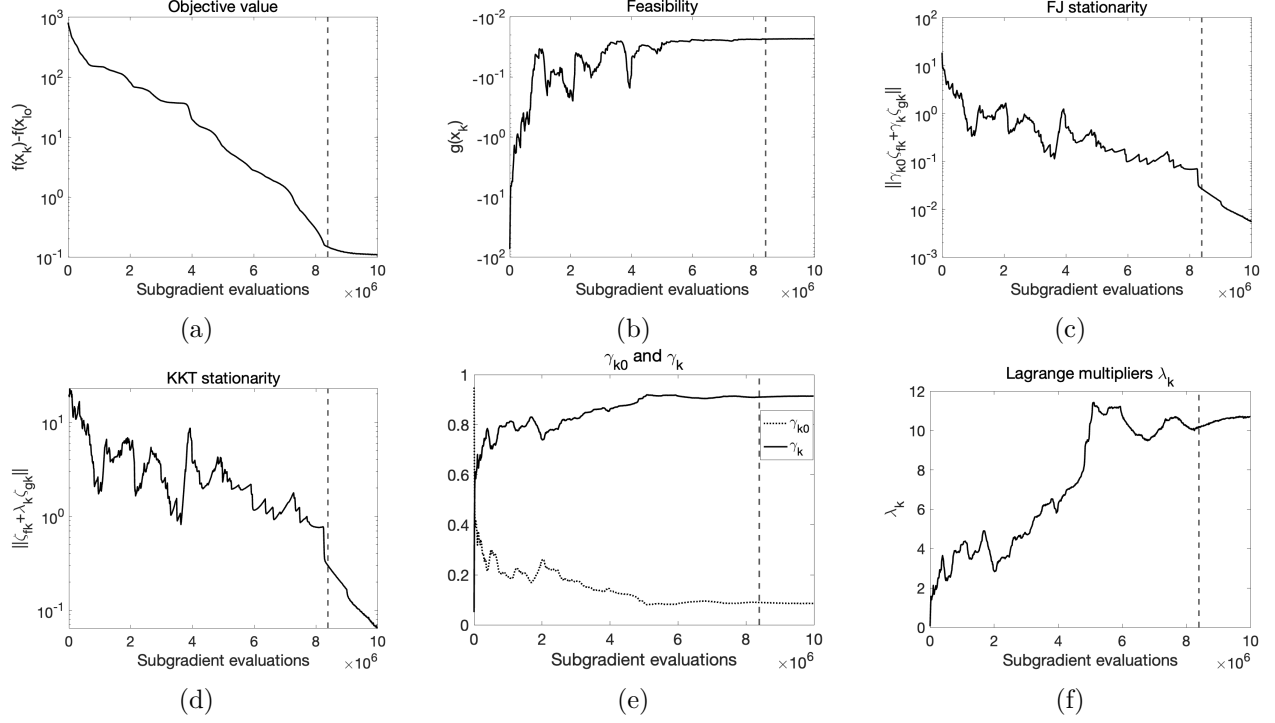 Objective value
f(x_k)-f(x_lo)
10^3
10^2
10^1
10^0
10^-1
0 2 4 6 8 10
Subgradient evaluations
×10^6
(a)
Feasibility
g(x_k)
-10^-2
-10^-1
-10^0
-10^1
-10^2
0 2 4 6 8 10
Subgradient evaluations
×10^6
(b)
FJ stationarity
||γ_k0 ζ_fk+γ_k ζ_gk||
10^2
10^1
10^0
10^-1
10^-2
10^-3
0 2 4 6 8 10
Subgradient evaluations
×10^6
(c)
KKT stationarity
||ζ_fk+λ_k ζ_gk||
10^1
10^0
10^-1
0 2 4 6 8 10
Subgradient evaluations
×10^6
(d)
γ_k0 and γ_k
1
0.8
0.6
0.4
0.2
0
γ_k0
γ_k
0 2 4 6 8 10
Subgradient evaluations
×10^6
(e)
Lagrange multipliers λ_k
λ_k
12
10
8
6
4
2
0
0 2 4 6 8 10
Subgradient evaluations
×10^6
(f)